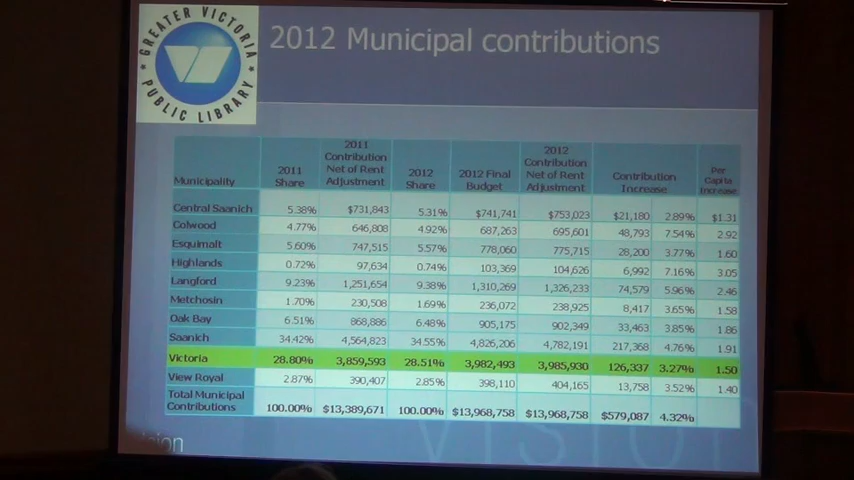 GREATER VICTORIA
PUBLIC LIBRARY
2012 Municipal contributions
Municipality 2011 Share 2011 Contribution Net of Rent Adjustment 2012 Share 2012 Final Budget 2012 Contribution Net of Rent Adjustment Contribution Increase Per Capita Increase
Central Saanich 5.38% $731,843 5.31% $741,741 $753,023 $21,180 2.89% $1.31
Colwood 4.77% 646,808 4.92% 687,263 695,601 48,793 7.54% 2.92
Esquimalt 5.60% 747,515 5.57% 778,060 775,715 28,200 3.77% 1.60
Highlands 0.72% 97,634 0.74% 103,369 104,626 6,992 7.16% 3.05
Langford 9.23% 1,251,654 9.38% 1,310,269 1,326,233 74,579 5.96% 2.46
Metchosin 1.70% 230,508 1.69% 236,072 238,925 8,417 3.65% 1.58
Oak Bay 6.51% 868,886 6.48% 905,175 902,349 33,463 3.85% 1.86
Saanich 34.42% 4,564,823 34.55% 4,826,206 4,782,191 217,368 4.76% 1.91
Victoria 28.80% 3,859,593 28.51% 3,982,493 3,985,930 126,337 3.27% 1.50
View Royal 2.87% 390,407 2.85% 398,110 404,165 13,758 3.52% 1.40
Total Municipal Contributions 100.00% $13,389,671 100.00% $13,968,758 $13,968,758 $579,087 4.32%
vision
VISION